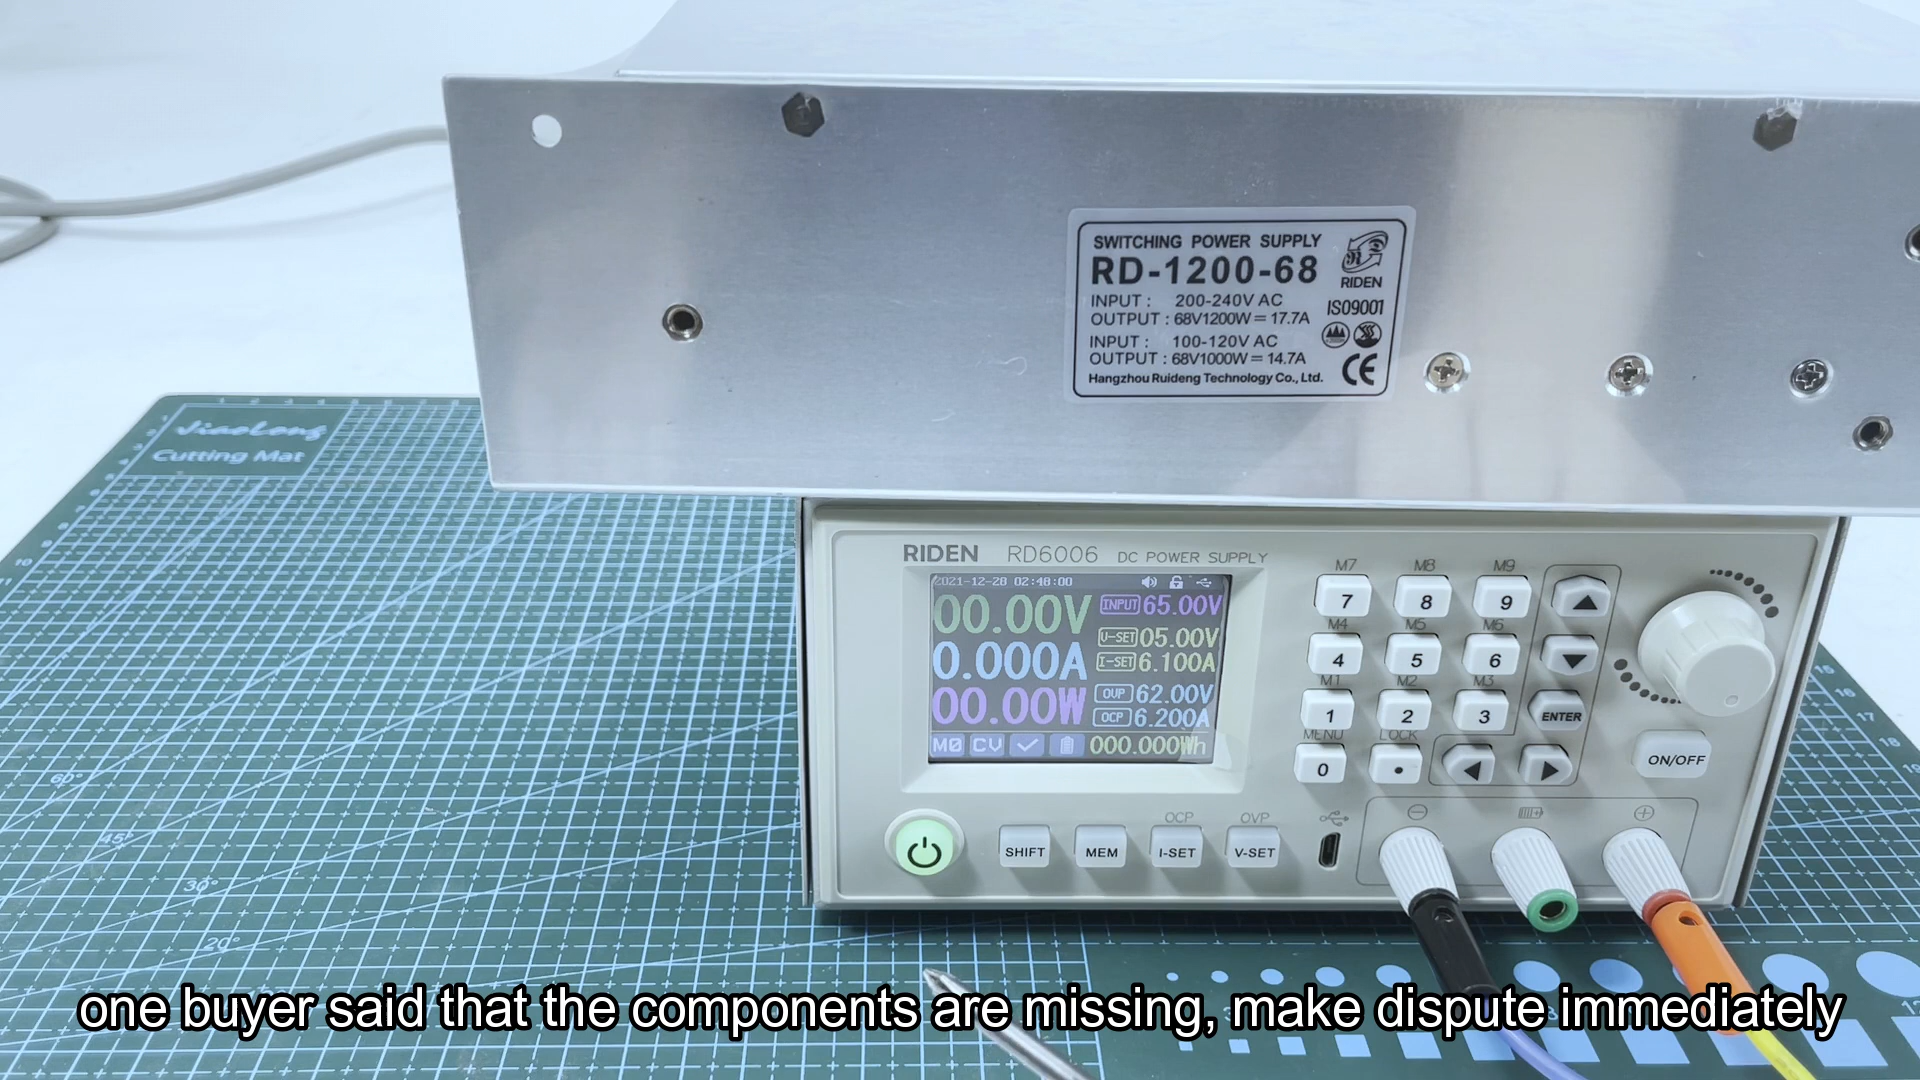 SWITCHING POWER SUPPLY
RD-1200-68
RIDEN
INPUT : 200-240V AC
OUTPUT : 68V1200W = 17.7A
INPUT : 100-120V AC
OUTPUT : 68V1000W = 14.7A
ISO9001
CE
Hangzhou Ruideng Technology Co., Ltd.
JiaoLong
Cutting Mat
RIDEN RD6006 DC POWER SUPPLY
2021-12-28 02:48:00
00.00V
INPUT 65.00V
V-SET 05.00V
0.000A
I-SET 6.100A
00.00W
OVP 62.00V
OCP 6.200A
M0 CV 000.000Wh
M7 M8 M9
7 8 9
M4 M5 M6
4 5 6
M1 M2 M3
1 2 3 ENTER
MENU LOCK
0 .
ON/OFF
OCP OVP
SHIFT MEM I-SET V-SET
60°
45°
30°
20°
one buyer said that the components are missing, make dispute immediately